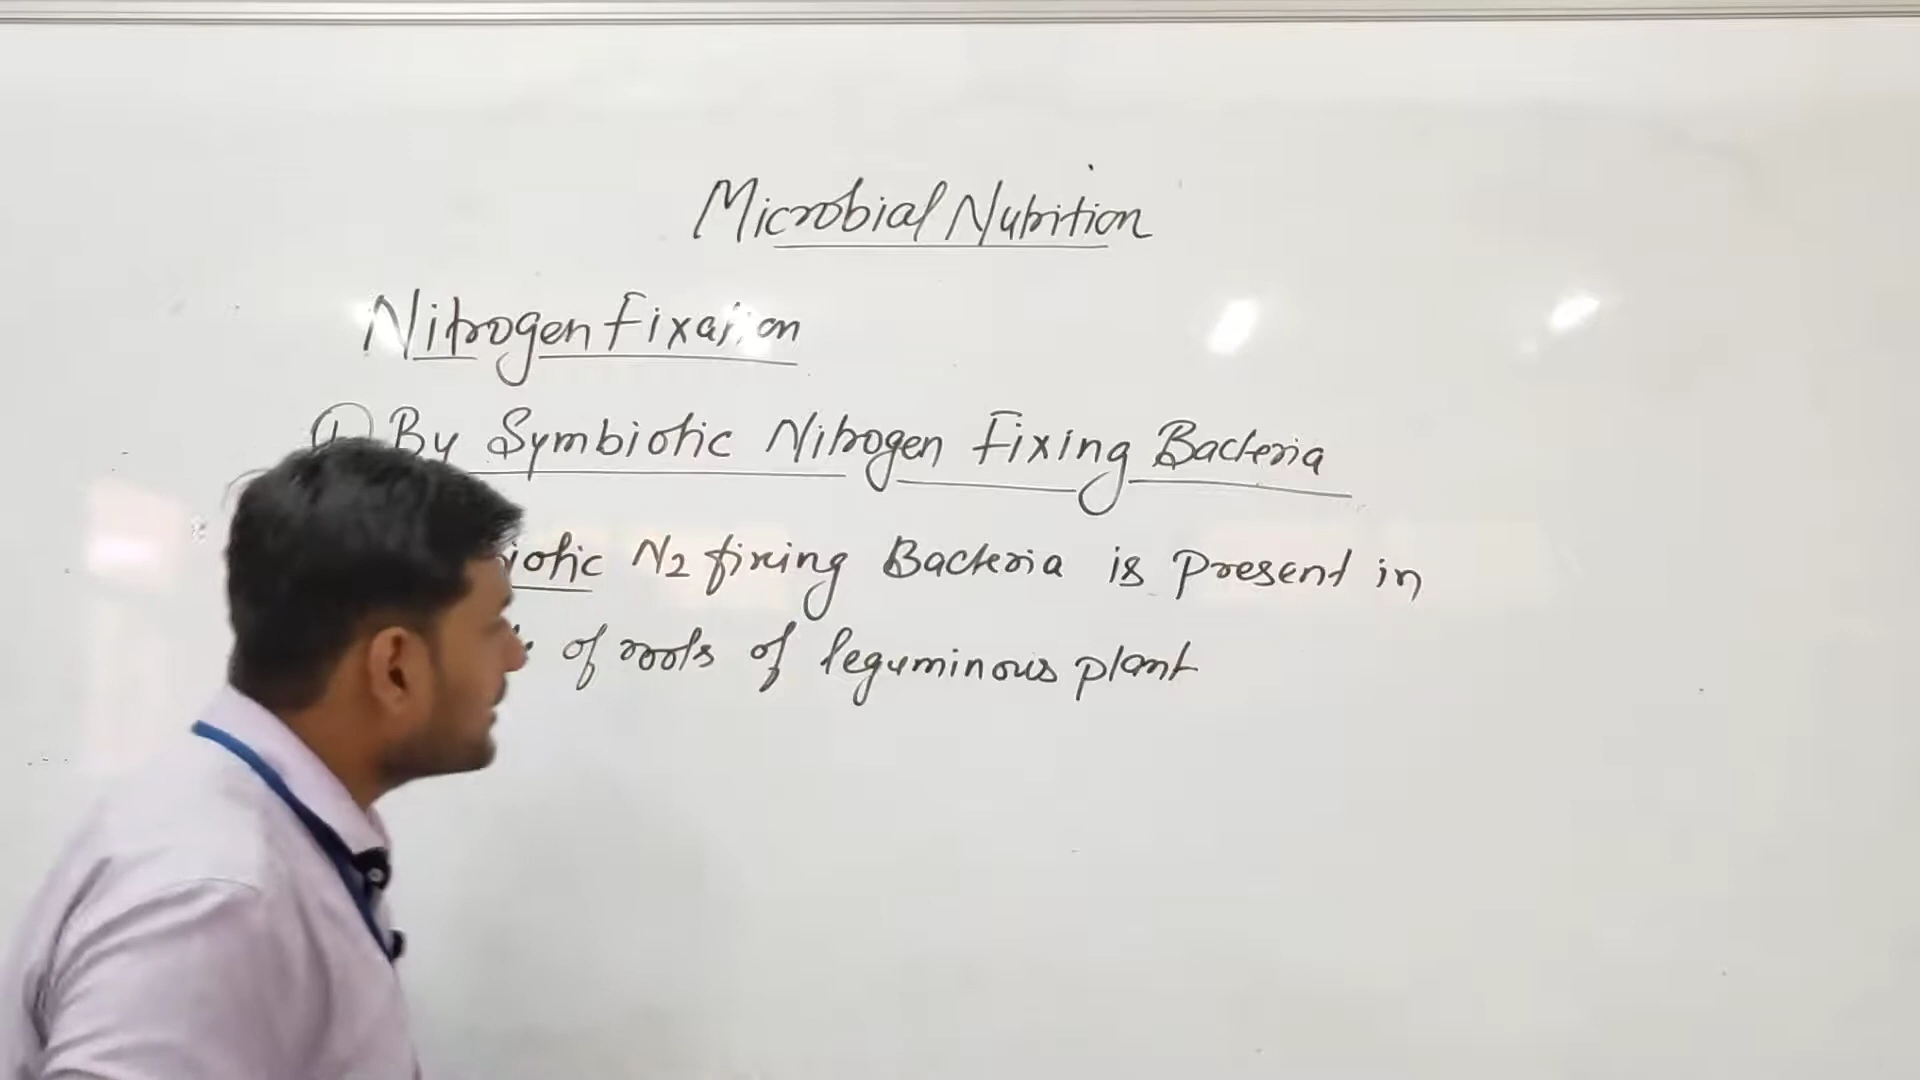 Microbial Nutrition
Nitrogen Fixation
① By Symbiotic Nitrogen Fixing Bacteria
iotic N2 fixing Bacteria is present in
of roots of leguminous plant